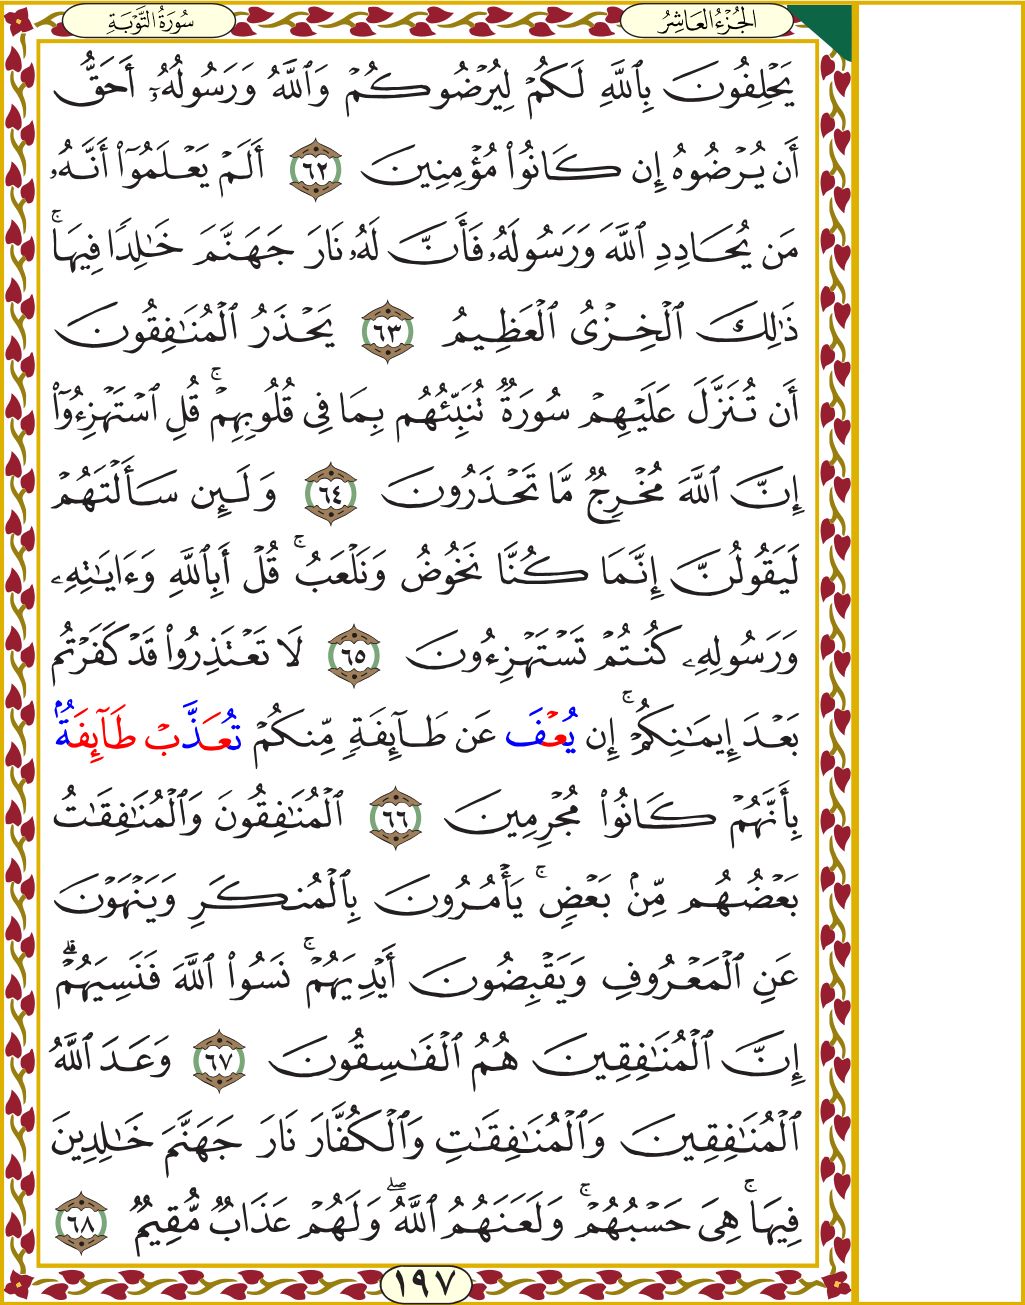 الجُزْءُ العَاشِرُ
سُورَةُ التَّوْبَةِ
يَحْلِفُونَ بِٱللَّهِ لَكُمْ لِيُرْضُوكُمْ وَٱللَّهُ وَرَسُولُهُۥٓ أَحَقُّ
أَن يُرْضُوهُ إِن كَانُوا۟ مُؤْمِنِينَ ٦٢ أَلَمْ يَعْلَمُوٓا۟ أَنَّهُۥ
مَن يُحَادِدِ ٱللَّهَ وَرَسُولَهُۥ فَأَنَّ لَهُۥ نَارَ جَهَنَّمَ خَـٰلِدًا فِيهَا ۚ
ذَٰلِكَ ٱلْخِزْىُ ٱلْعَظِيمُ ٦٣ يَحْذَرُ ٱلْمُنَـٰفِقُونَ
أَن تُنَزَّلَ عَلَيْهِمْ سُورَةٌ تُنَبِّئُهُم بِمَا فِى قُلُوبِهِمْ ۚ قُلِ ٱسْتَهْزِءُوٓا۟
إِنَّ ٱللَّهَ مُخْرِجٌ مَّا تَحْذَرُونَ ٦٤ وَلَئِن سَأَلْتَهُمْ
لَيَقُولُنَّ إِنَّمَا كُنَّا نَخُوضُ وَنَلْعَبُ ۚ قُلْ أَبِٱللَّهِ وَءَايَـٰتِهِۦ
وَرَسُولِهِۦ كُنتُمْ تَسْتَهْزِءُونَ ٦٥ لَا تَعْتَذِرُوا۟ قَدْ كَفَرْتُم
بَعْدَ إِيمَـٰنِكُمْ ۚ إِن يُعْفَ عَن طَآئِفَةٍ مِّنكُمْ تُعَذَّبْ طَآئِفَةٌۢ
بِأَنَّهُمْ كَانُوا۟ مُجْرِمِينَ ٦٦ ٱلْمُنَـٰفِقُونَ وَٱلْمُنَـٰفِقَـٰتُ
بَعْضُهُم مِّنۢ بَعْضٍ ۚ يَأْمُرُونَ بِٱلْمُنكَرِ وَيَنْهَوْنَ
عَنِ ٱلْمَعْرُوفِ وَيَقْبِضُونَ أَيْدِيَهُمْ ۚ نَسُوا۟ ٱللَّهَ فَنَسِيَهُمْ ۗ
إِنَّ ٱلْمُنَـٰفِقِينَ هُمُ ٱلْفَـٰسِقُونَ ٦٧ وَعَدَ ٱللَّهُ
ٱلْمُنَـٰفِقِينَ وَٱلْمُنَـٰفِقَـٰتِ وَٱلْكُفَّارَ نَارَ جَهَنَّمَ خَـٰلِدِينَ
فِيهَا ۚ هِىَ حَسْبُهُمْ ۚ وَلَعَنَهُمُ ٱللَّهُ ۖ وَلَهُمْ عَذَابٌ مُّقِيمٌ ٦٨
١٩٧